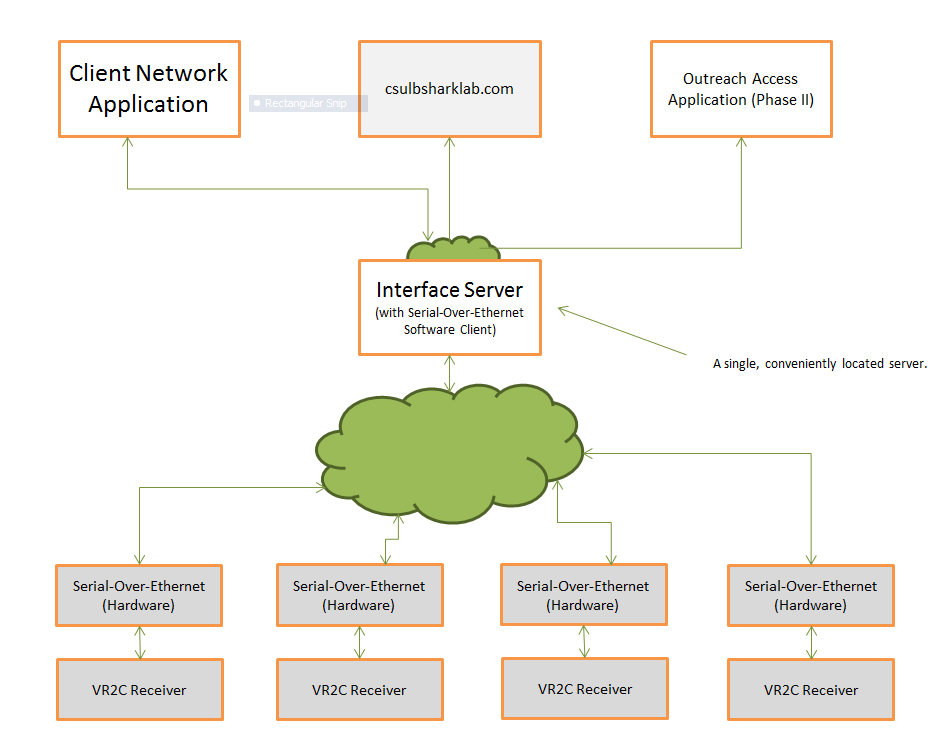 Client Network
Application
Rectangular Snip
csulbsharklab.com
Outreach Access
Application (Phase II)
Interface Server
(with Serial-Over-Ethernet
Software Client)
A single, conveniently located server.
Serial-Over-Ethernet
(Hardware)
Serial-Over-Ethernet
(Hardware)
Serial-Over-Ethernet
(Hardware)
Serial-Over-Ethernet
(Hardware)
VR2C Receiver
VR2C Receiver
VR2C Receiver
VR2C Receiver